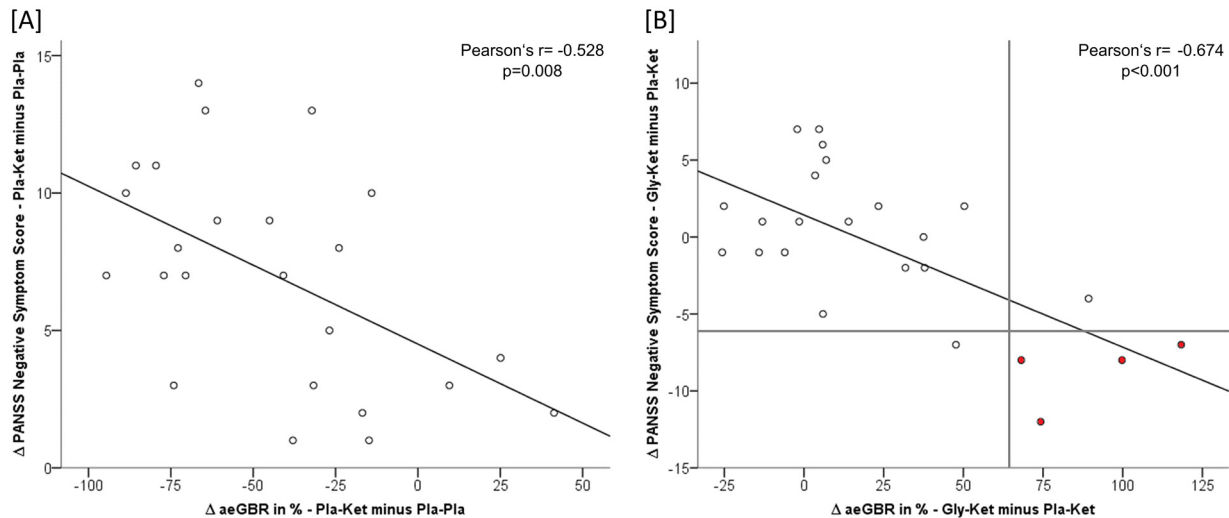 [A]
Pearson‘s r= -0.528
p=0.008
Δ PANSS Negative Symptom Score - Pla-Ket minus Pla-Pla
15
10
5
0
-100 -75 -50 -25 0 25 50
Δ aeGBR in % - Pla-Ket minus Pla-Pla
[B]
Pearson‘s r= -0.674
p<0.001
Δ PANSS Negative Symptom Score - Gly-Ket minus Pla-Ket
10
5
0
-5
-10
-15
-25 0 25 50 75 100 125
Δ aeGBR in % - Gly-Ket minus Pla-Ket